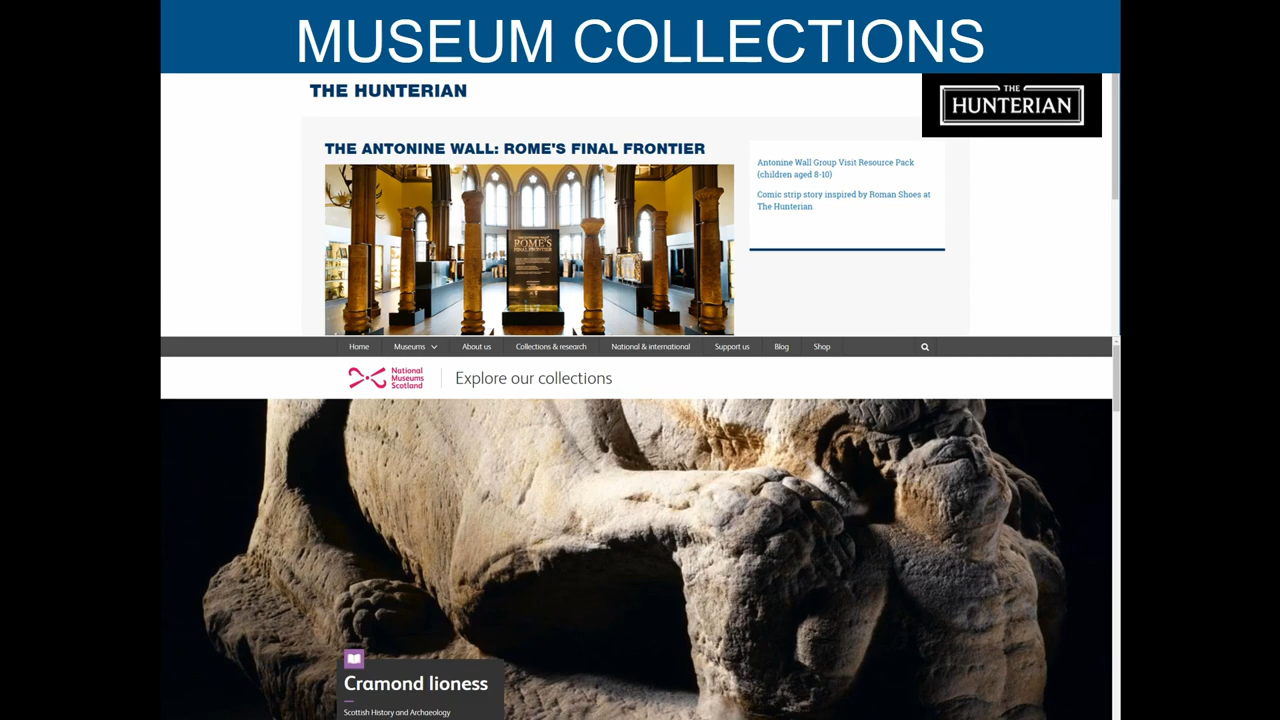 MUSEUM COLLECTIONS
THE HUNTERIAN
THE
HUNTERIAN
THE ANTONINE WALL: ROME'S FINAL FRONTIER
Antonine Wall Group Visit Resource Pack
(children aged 8-10)
Comic strip story inspired by Roman Shoes at
The Hunterian
ROME'S
FINAL FRONTIER
Home Museums About us Collections & research National & international Support us Blog Shop
National
Museums
Scotland
Explore our collections
Cramond lioness
Scottish History and Archaeology